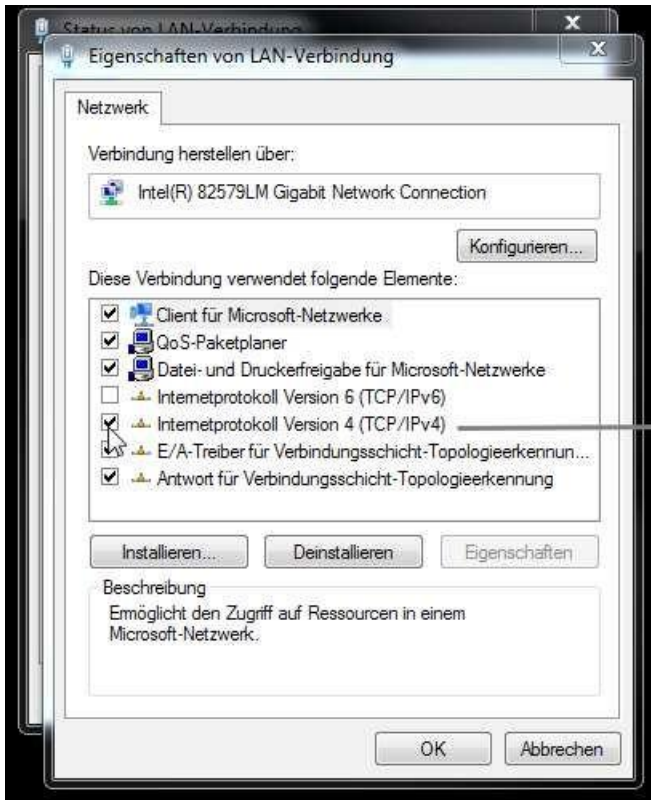 Status von LAN-Verbindung
Eigenschaften von LAN-Verbindung
Netzwerk
Verbindung herstellen über:
Intel(R) 82579LM Gigabit Network Connection
Konfigurieren...
Diese Verbindung verwendet folgende Elemente:
Client für Microsoft-Netzwerke
QoS-Paketplaner
Datei- und Druckerfreigabe für Microsoft-Netzwerke
Internetprotokoll Version 6 (TCP/IPv6)
Internetprotokoll Version 4 (TCP/IPv4)
E/A-Treiber für Verbindungsschicht-Topologieerkennun...
Antwort für Verbindungsschicht-Topologieerkennung
Installieren... Deinstallieren Eigenschaften
Beschreibung
Ermöglicht den Zugriff auf Ressourcen in einem
Microsoft-Netzwerk.
OK Abbrechen